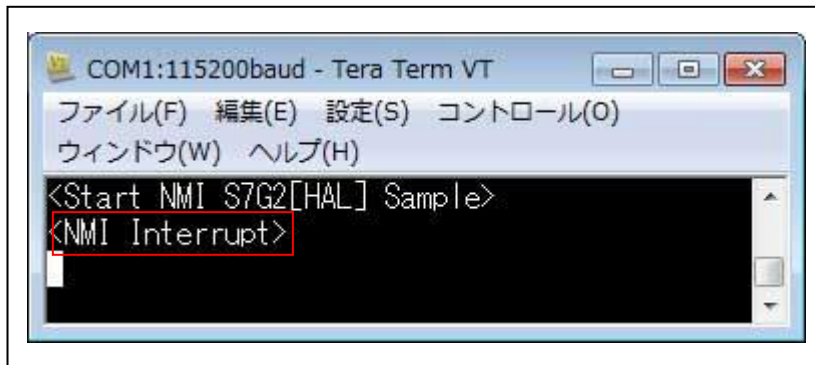 COM1:115200baud - Tera Term VT
ファイル(F) 編集(E) 設定(S) コントロール(O)
ウィンドウ(W) ヘルプ(H)
<Start NMI S7G2[HAL] Sample>
<NMI Interrupt>